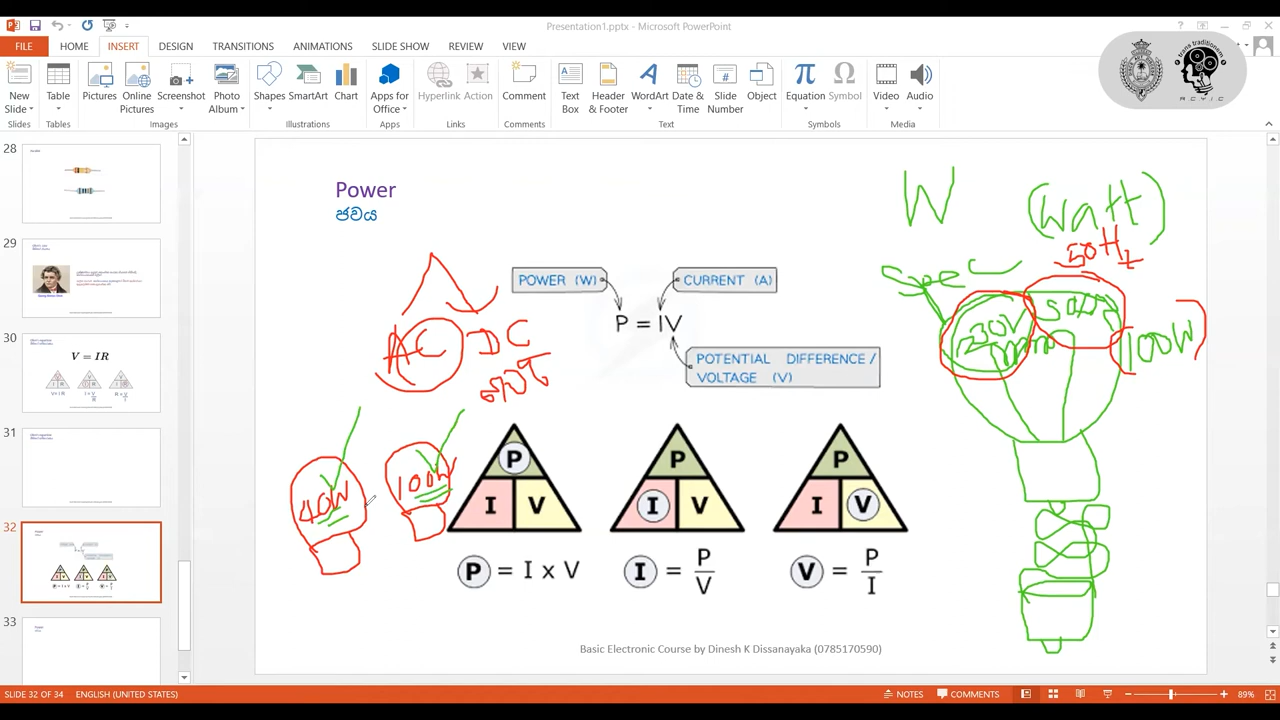 Presentation1.pptx - Microsoft PowerPoint
FILE HOME INSERT DESIGN TRANSITIONS ANIMATIONS SLIDE SHOW REVIEW VIEW
New Slide
Table
Pictures
Online Pictures
Screenshot
Photo Album
Shapes
SmartArt
Chart
Apps for Office
Hyperlink
Action
Comment
Text Box
Header & Footer
WordArt
Date & Time
Slide Number
Object
Equation
Symbol
Video
Audio
Slides Tables Images Illustrations Apps Links Comments Text Symbols Media
R C Y I C
28
29
30
V = IR
31
32
33
Power
ජවය
W (Watt)
50Hz
Spec
230V
100W
AC DC
POWER (W)
CURRENT (A)
P = IV
POTENTIAL DIFFERENCE/
VOLTAGE (V)
40W 100W
P P P
I V I V I V
P = I x V
I = P/V
V = P/I
Basic Electronic Course by Dinesh K Dissanayaka (0785170590)
SLIDE 32 OF 34 ENGLISH (UNITED STATES) NOTES COMMENTS 89%